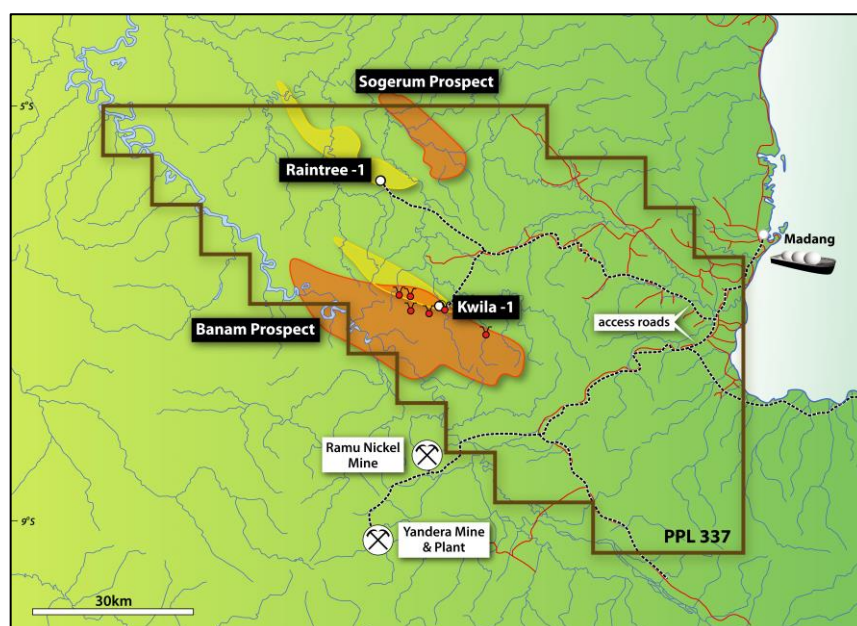 Sogerum Prospect
5°S
Raintree -1
Madang
Kwila -1
access roads
Banam Prospect
Ramu Nickel
Mine
9°S
Yandera Mine
& Plant
PPL 337
30km